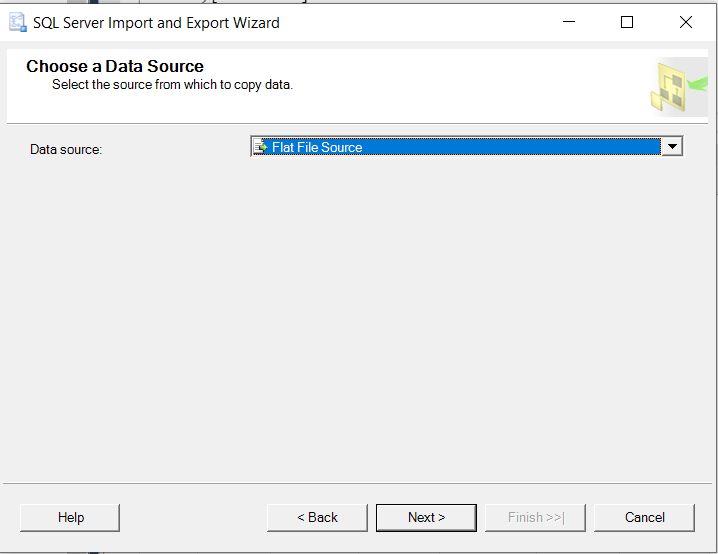 SQL Server Import and Export Wizard
Choose a Data Source
Select the source from which to copy data.
Data source:
Flat File Source
Help
< Back
Next >
Finish >>|
Cancel